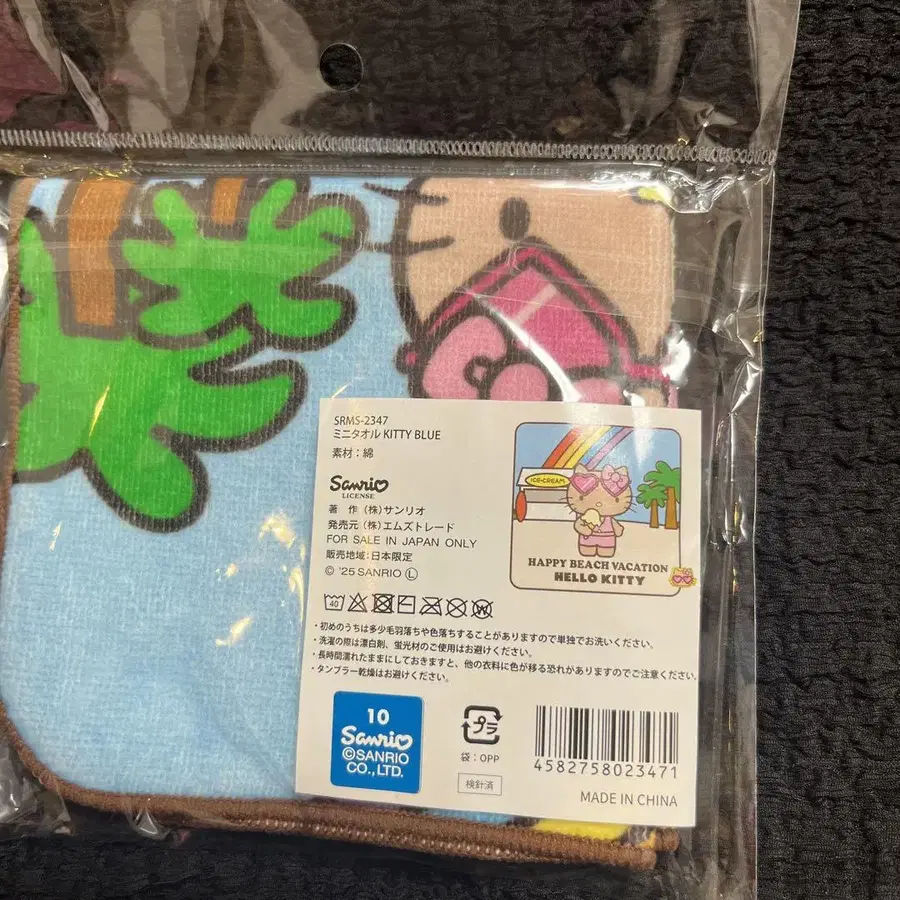 SRMS-2347
ミニタオル KITTY BLUE
素材：綿
Sanrio
LICENSE
著　作 (株)サンリオ
発売元 (株)エムズトレード
FOR SALE IN JAPAN ONLY
販売地域：日本限定
© '25 SANRIO Ⓛ
ICE-CREAM
HAPPY BEACH VACATION
HELLO KITTY
40
・初めのうちは多少毛羽落ちや色落ちすることがありますので単独でお洗いください。
・洗濯の際は漂白剤、蛍光材のご使用はお避けください。
・長時間濡れたままにしておきますと、他の衣料に色が移る恐れがありますのでご注意ください。
・タンブラー乾燥はお避けください。
10
Sanrio
©SANRIO
CO., LTD.
プラ
袋：OPP
検針済
4582758023471
MADE IN CHINA